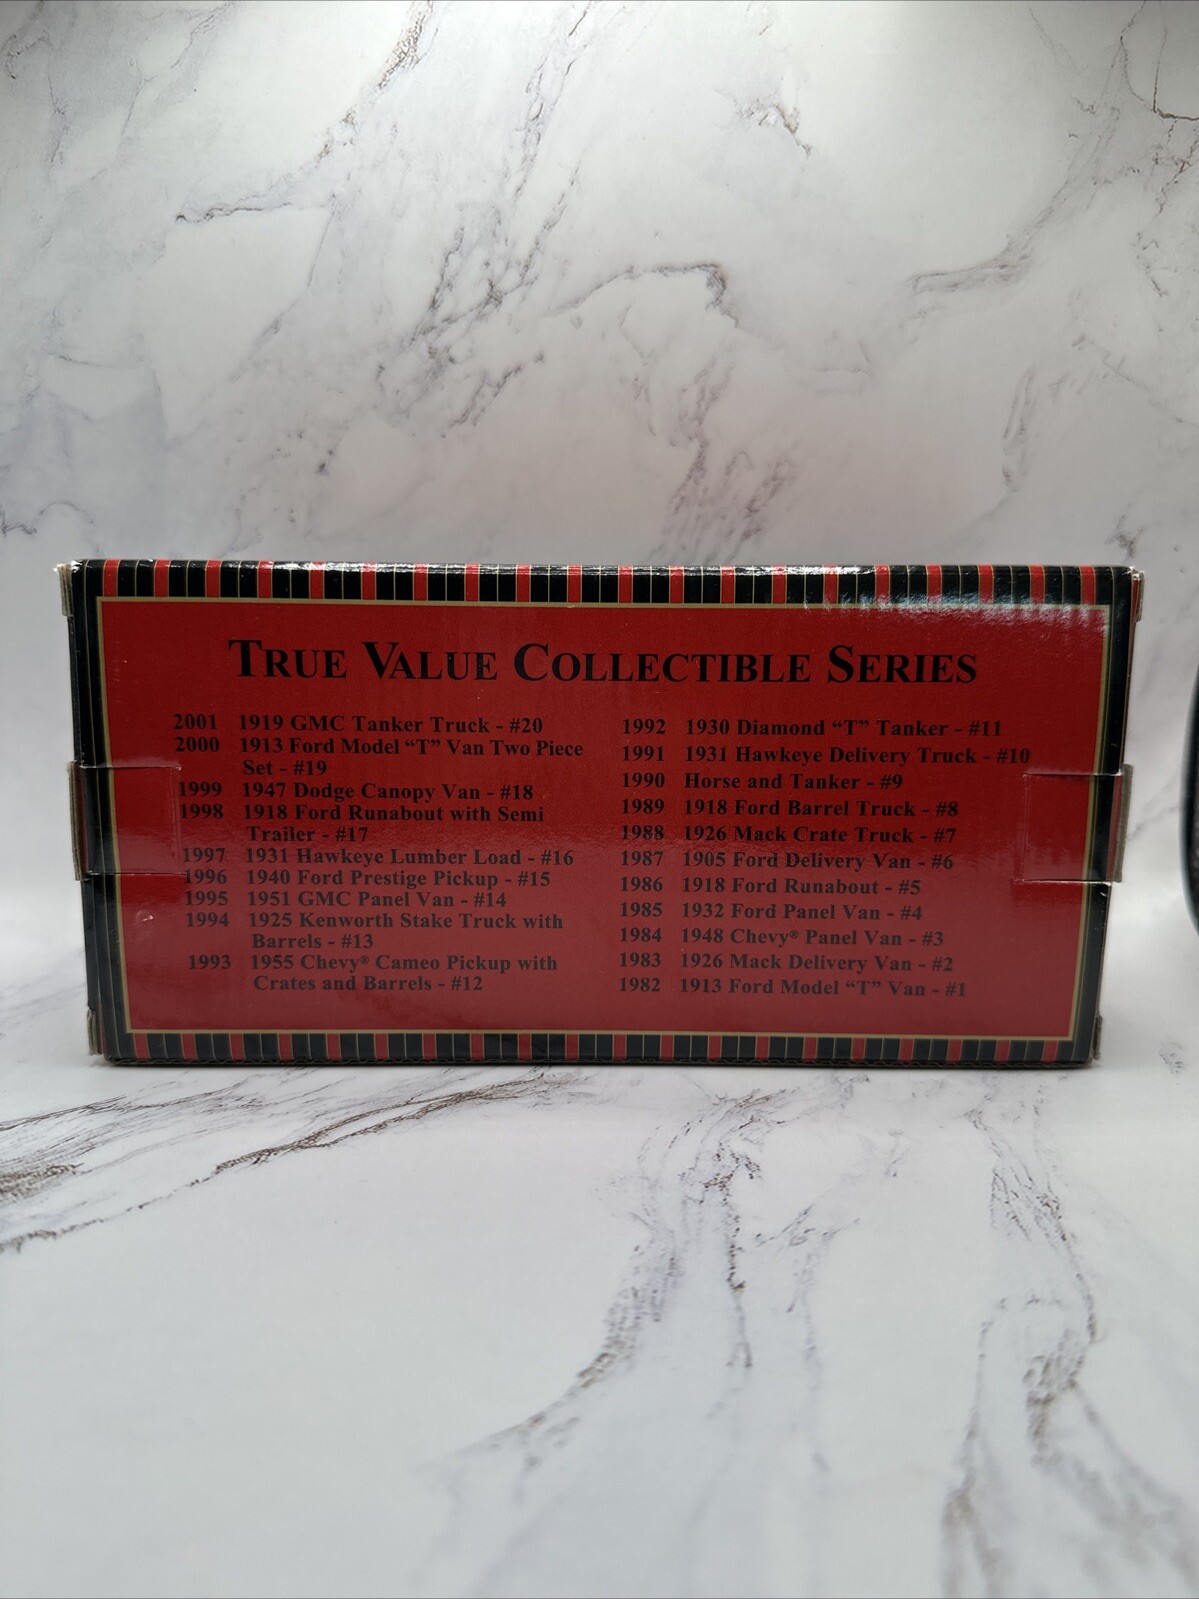 TRUE VALUE COLLECTIBLE SERIES
2001 1919 GMC Tanker Truck - #20
2000 1913 Ford Model “T” Van Two Piece
Set - #19
1999 1947 Dodge Canopy Van - #18
1998 1918 Ford Runabout with Semi
Trailer - #17
1997 1931 Hawkeye Lumber Load - #16
1996 1940 Ford Prestige Pickup - #15
1995 1951 GMC Panel Van - #14
1994 1925 Kenworth Stake Truck with
Barrels - #13
1993 1955 Chevy® Cameo Pickup with
Crates and Barrels - #12
1992 1930 Diamond “T” Tanker - #11
1991 1931 Hawkeye Delivery Truck - #10
1990 Horse and Tanker - #9
1989 1918 Ford Barrel Truck - #8
1988 1926 Mack Crate Truck - #7
1987 1905 Ford Delivery Van - #6
1986 1918 Ford Runabout - #5
1985 1932 Ford Panel Van - #4
1984 1948 Chevy® Panel Van - #3
1983 1926 Mack Delivery Van - #2
1982 1913 Ford Model “T” Van - #1